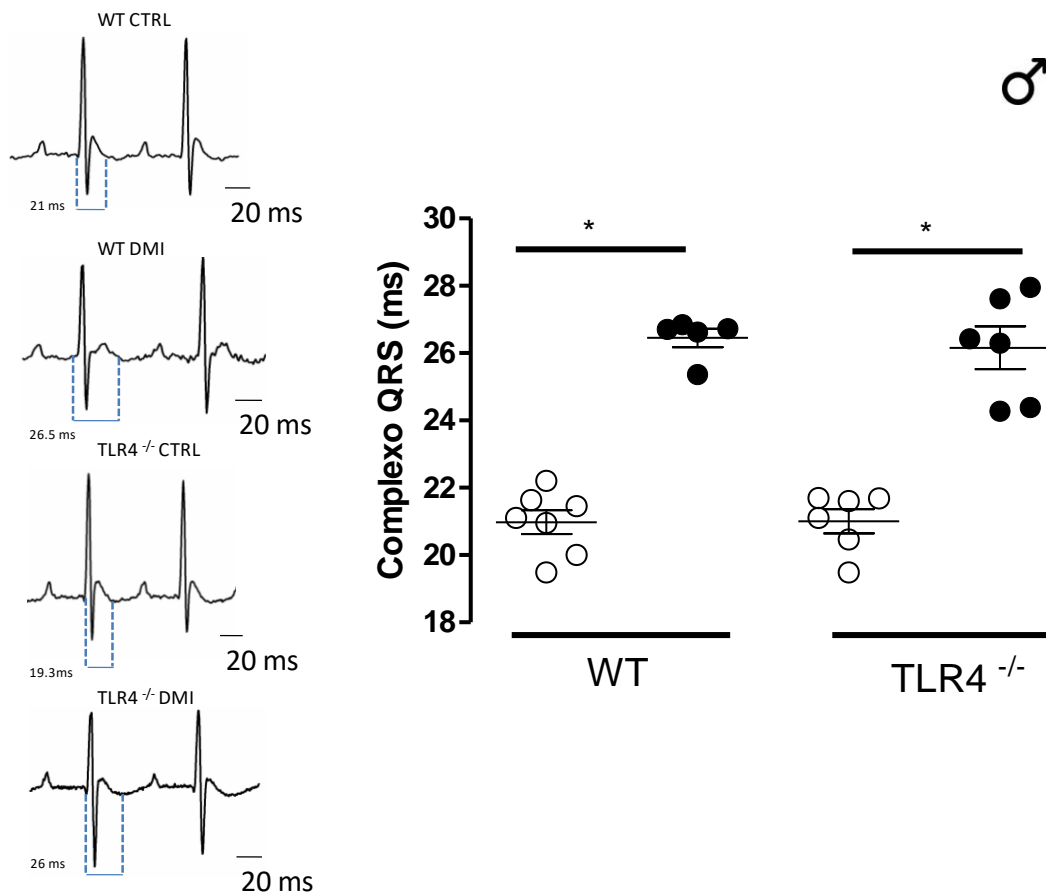 WT CTRL
21 ms
20 ms
WT DMI
26.5 ms
20 ms
TLR4 -/- CTRL
19.3ms
20 ms
TLR4 -/- DMI
26 ms
20 ms
♂
Complexo QRS (ms)
30
28
26
24
22
20
18
*
*
WT
TLR4 -/-